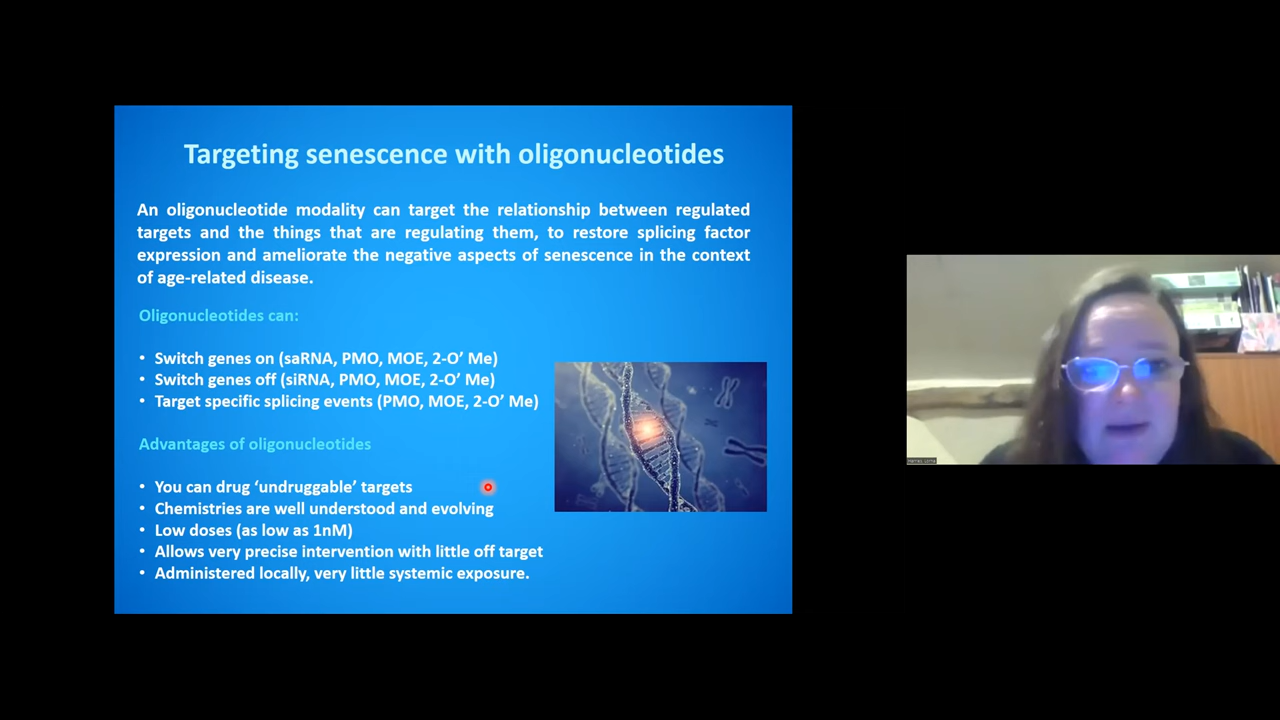 Targeting senescence with oligonucleotides
An oligonucleotide modality can target the relationship between regulated
targets and the things that are regulating them, to restore splicing factor
expression and ameliorate the negative aspects of senescence in the context
of age-related disease.
Oligonucleotides can:
• Switch genes on (saRNA, PMO, MOE, 2-O’ Me)
• Switch genes off (siRNA, PMO, MOE, 2-O’ Me)
• Target specific splicing events (PMO, MOE, 2-O’ Me)
Advantages of oligonucleotides
• You can drug ‘undruggable’ targets
• Chemistries are well understood and evolving
• Low doses (as low as 1nM)
• Allows very precise intervention with little off target
• Administered locally, very little systemic exposure.